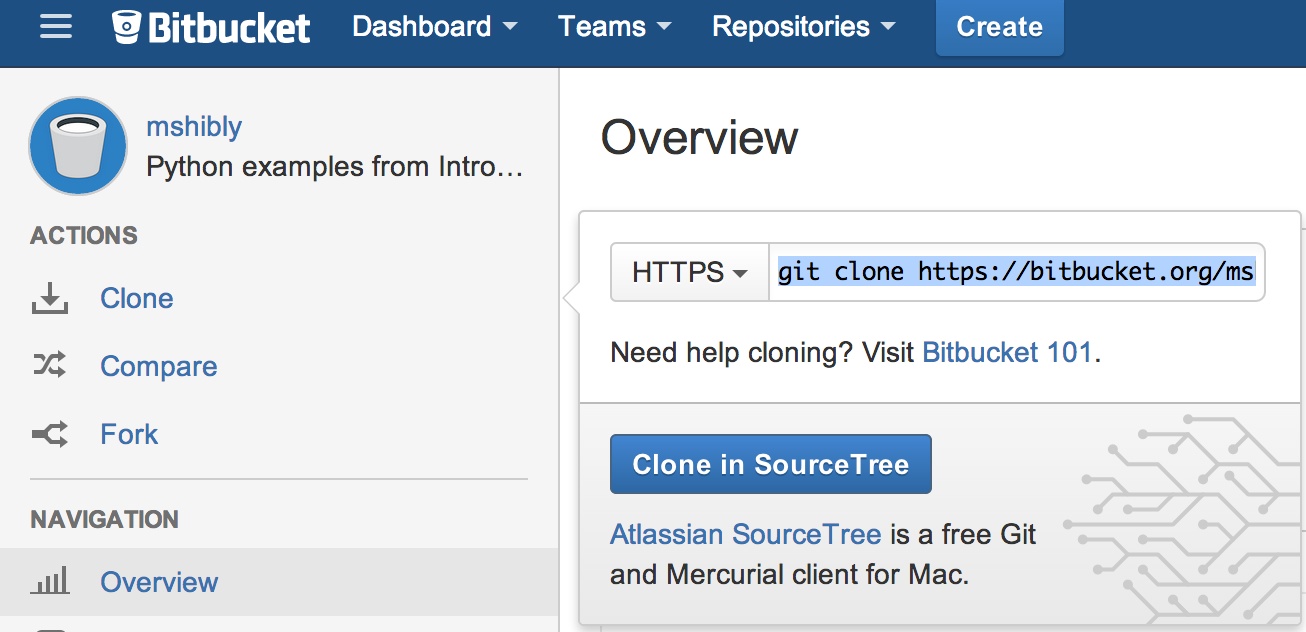 Bitbucket Dashboard Teams Repositories Create
mshibly
Python examples from Intro...
ACTIONS
Clone
Compare
Fork
NAVIGATION
Overview
Overview
HTTPS git clone https://bitbucket.org/ms
Need help cloning? Visit Bitbucket 101.
Clone in SourceTree
Atlassian SourceTree is a free Git
and Mercurial client for Mac.